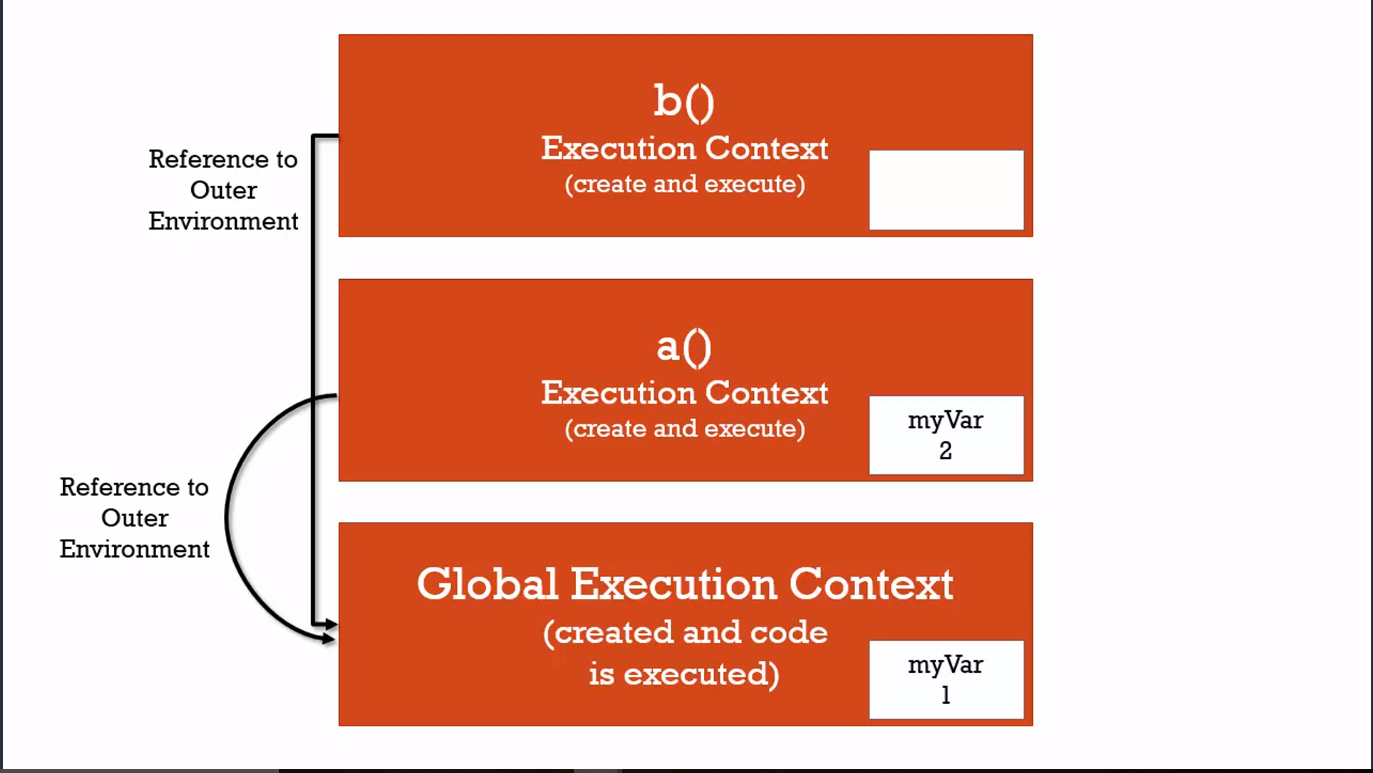 b()
Execution Context
(create and execute)
Reference to
Outer
Environment
a()
Execution Context
(create and execute)
myVar
2
Reference to
Outer
Environment
Global Execution Context
(created and code
is executed)
myVar
1